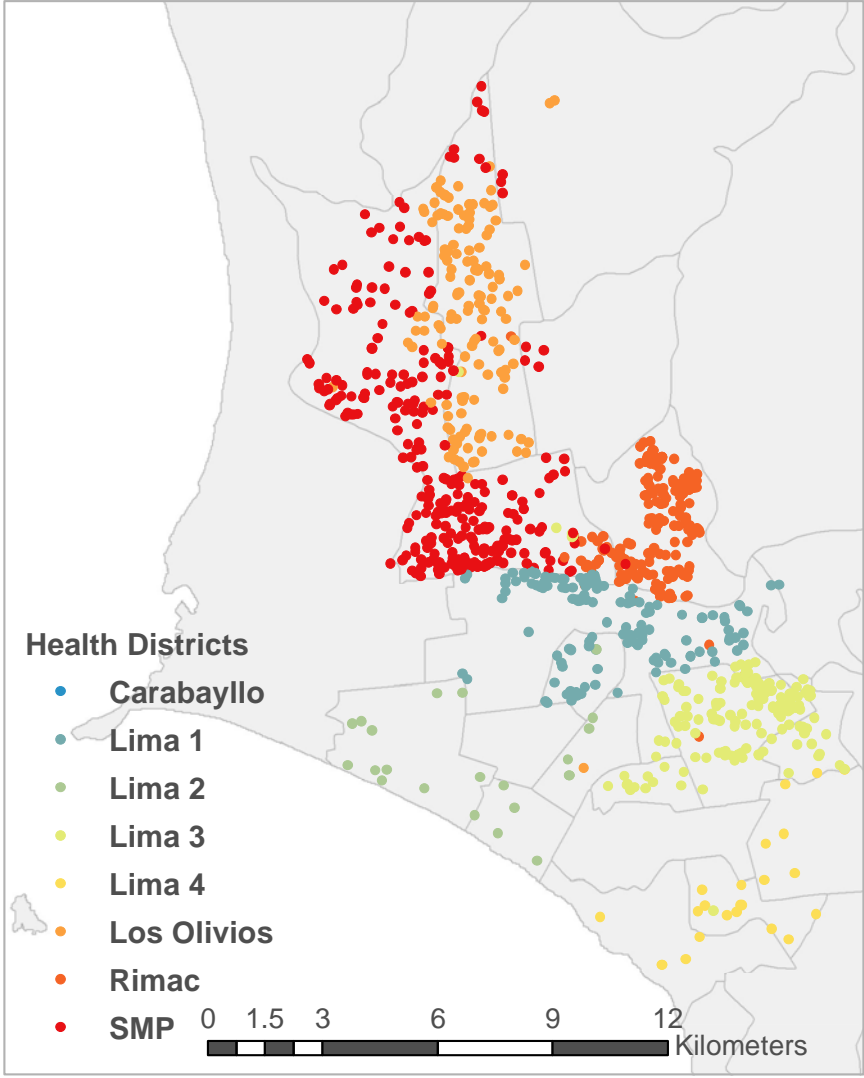 Health Districts
Carabayllo
Lima 1
Lima 2
Lima 3
Lima 4
Los Olivios
Rimac
SMP
0 1.5 3 6 9 12
Kilometers